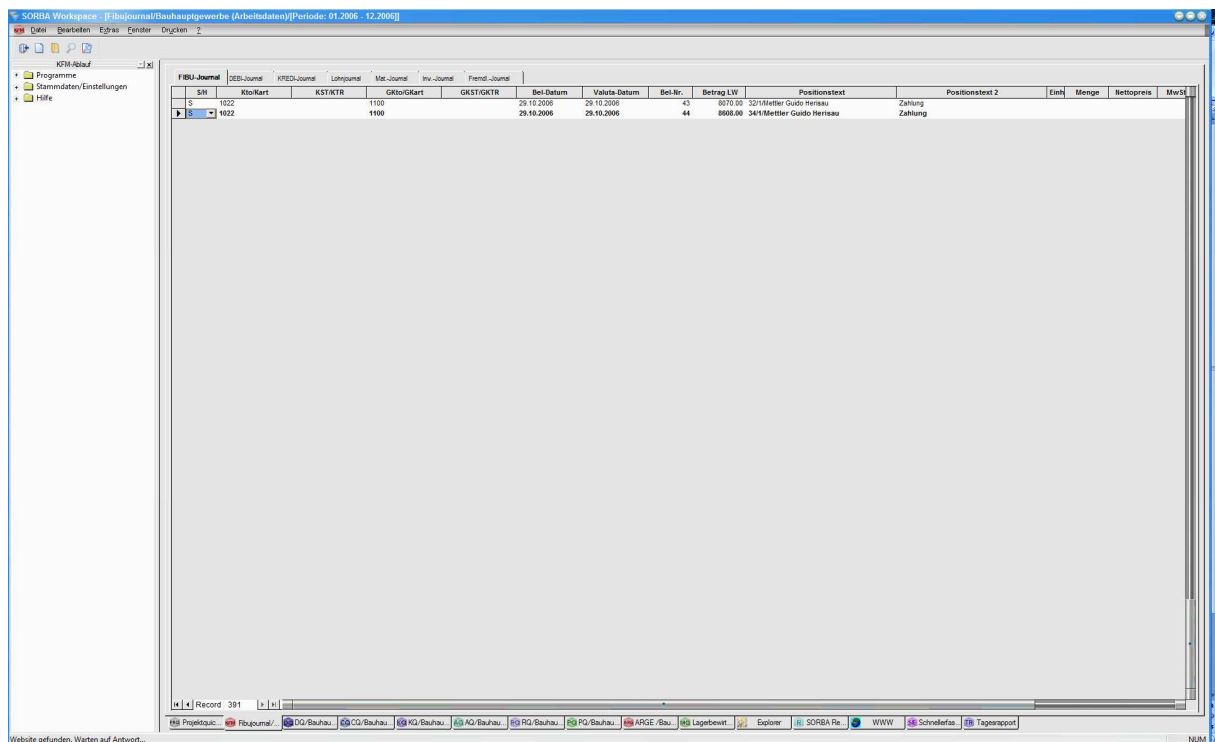 SORBA Workspace - [Fibujournal/Bauhauptgewerbe (Arbeitsdaten)/[Periode: 01.2006 - 12.2006]]
Datei Bearbeiten Extras Fenster Drucken ?
KFM-Ablauf
Programme
Stammdaten/Einstellungen
Hilfe
FIBU-Journal DEBI-Journal KREDI-Journal Lohnjournal Mat.-Journal Inv.-Journal Fremdl.-Journal
S/H Kto/Kart KST/KTR GKto/GKart GKST/GKTR Bel-Datum Valuta-Datum Bel-Nr. Betrag LW Positionstext Positionstext 2 Einh Menge Nettopreis MwSt
S 1022 1100 29.10.2006 29.10.2006 43 8070.00 32/1/Mettler Guido Herisau Zahlung
S 1022 1100 29.10.2006 29.10.2006 44 8608.00 34/1/Mettler Guido Herisau Zahlung
Record 391
Projektquic... Fibujournal/... DQ/Bauhau... CQ/Bauhau... KQ/Bauhau... AQ/Bauhau... RQ/Bauhau... PQ/Bauhau... ARGE /Bau... Lagerbewirt... Explorer SORBA Re... WWW Schnellerfas... Tagesrapport
Website gefunden. Warten auf Antwort... NUM